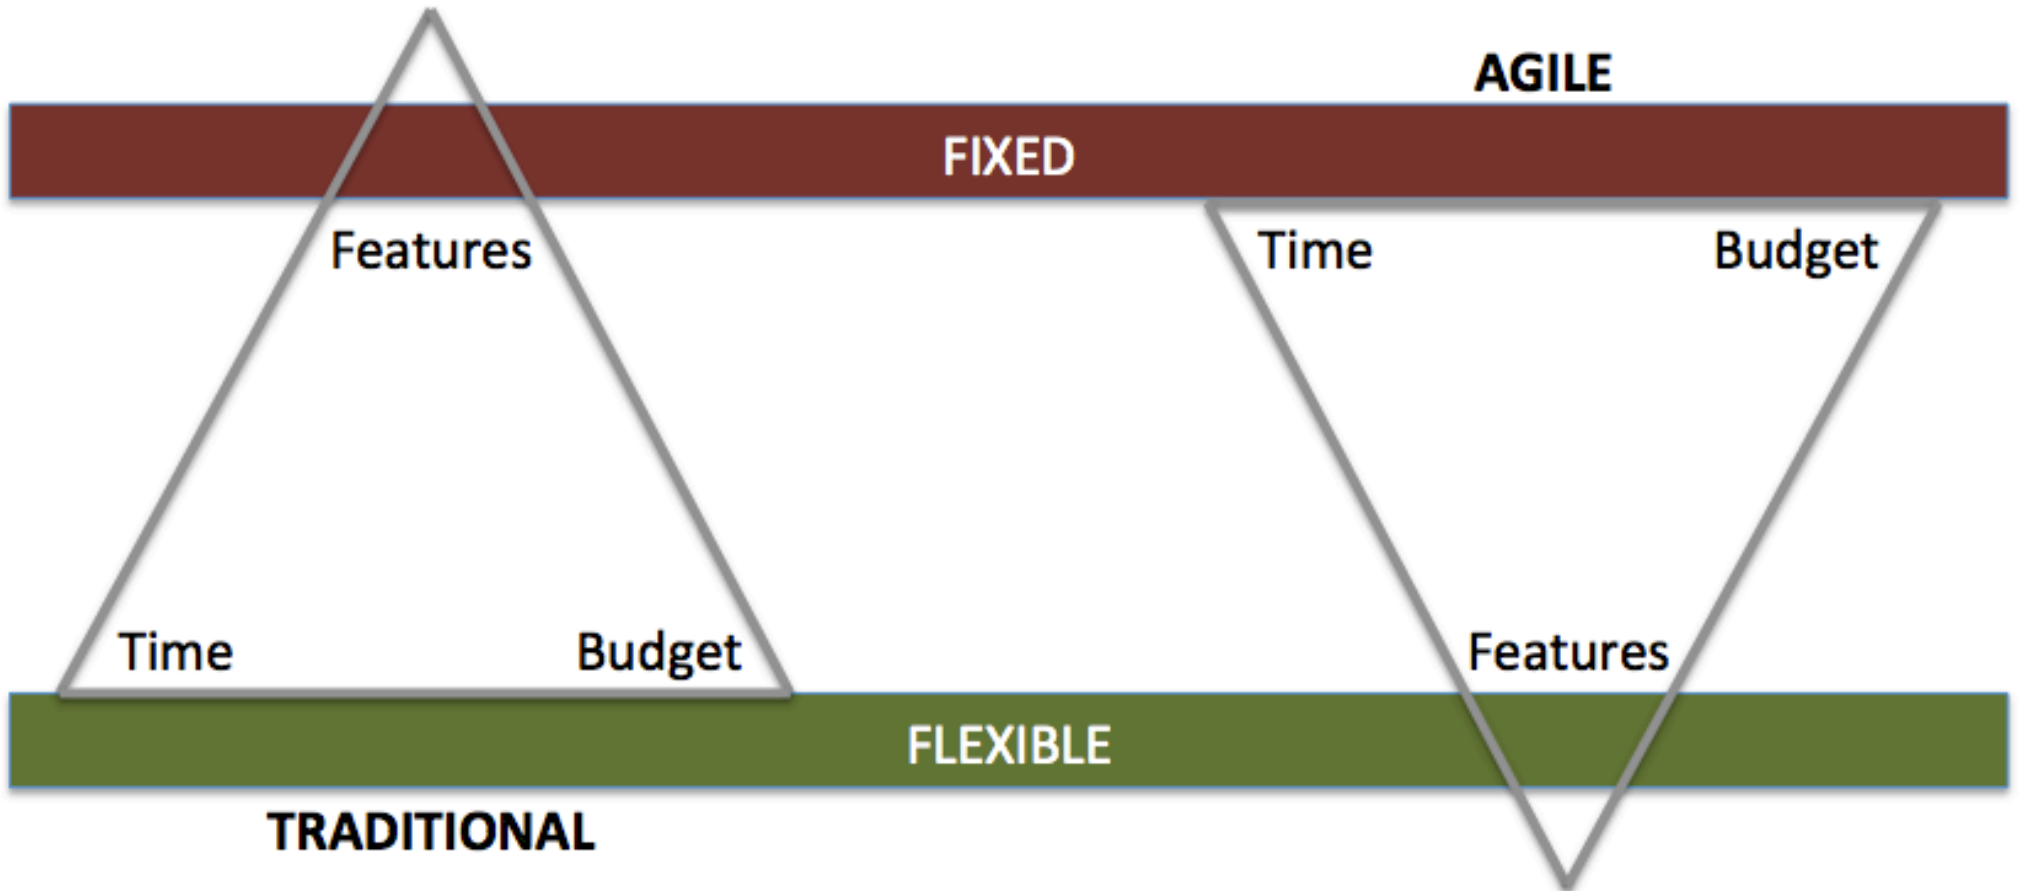 AGILE
FIXED
Features
Time
Budget
Time
Budget
Features
FLEXIBLE
TRADITIONAL